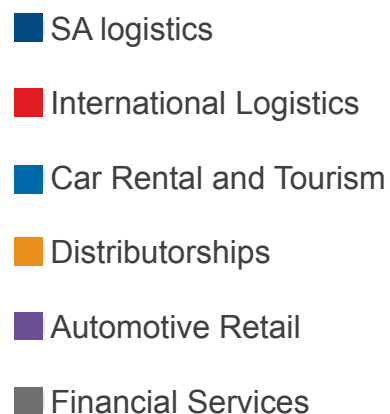 SA logistics
International Logistics
Car Rental and Tourism
Distributorships
Automotive Retail
Financial Services